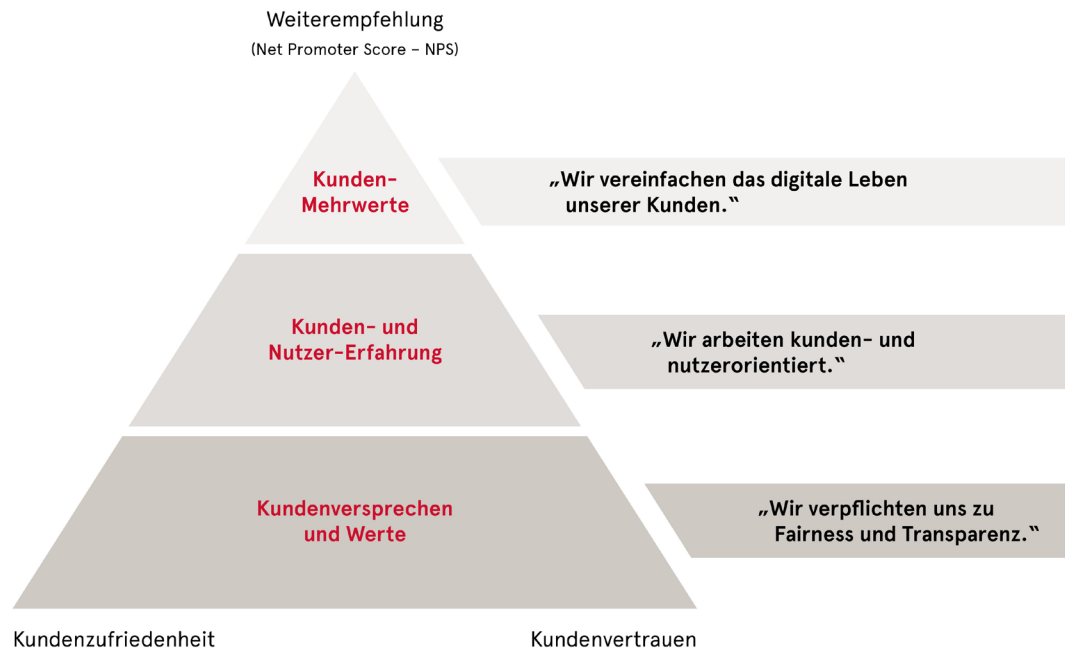 Weiterempfehlung
(Net Promoter Score – NPS)
Kunden-
Mehrwerte
„Wir vereinfachen das digitale Leben
unserer Kunden.“
Kunden- und
Nutzer-Erfahrung
„Wir arbeiten kunden- und
nutzerorientiert.“
Kundenversprechen
und Werte
„Wir verpflichten uns zu
Fairness und Transparenz.“
Kundenzufriedenheit
Kundenvertrauen